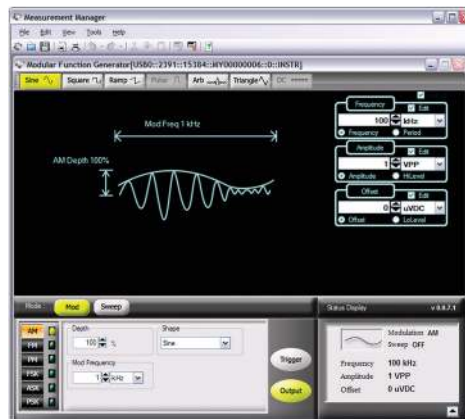 Measurement Manager
File Edit View Tools Help
Modular Function Generator[USB0::2391::15384::MY00000006::0::INSTR]
Sine Square Ramp Pulse Arb Triangle DC
Mod Freq 1 kHz
AM Depth 100%
Frequency
Edit
100 kHz
Frequency Period
Amplitude
Edit
1 VPP
Amplitude HiLevel
Offset
Edit
0 uVDC
Offset LoLevel
Mode : Mod Sweep
AM
FM
PM
FSK
ASK
PSK
Depth
100 %
Shape
Sine
Mod Frequency
1 kHz
Trigger
Output
Status Display v 0.0.7.1
Modulation AM
Sweep OFF
Frequency 100 kHz
Amplitude 1 VPP
Offset 0 uVDC